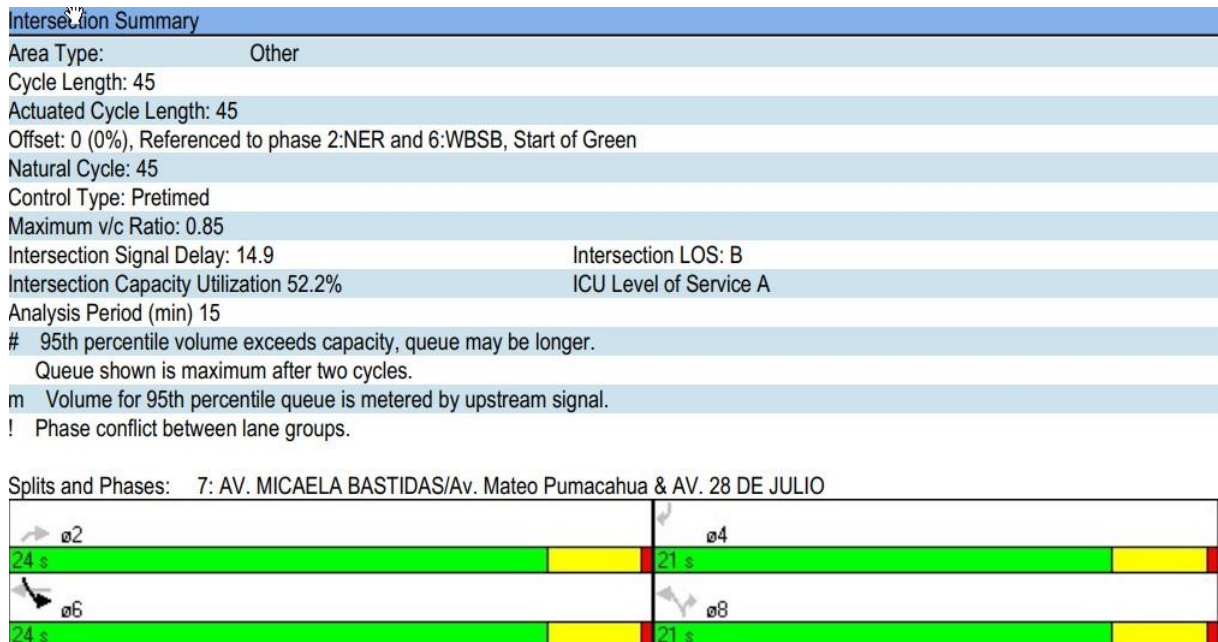 Intersection Summary
Area Type: Other
Cycle Length: 45
Actuated Cycle Length: 45
Offset: 0 (0%), Referenced to phase 2:NER and 6:WBSB, Start of Green
Natural Cycle: 45
Control Type: Pretimed
Maximum v/c Ratio: 0.85
Intersection Signal Delay: 14.9 Intersection LOS: B
Intersection Capacity Utilization 52.2% ICU Level of Service A
Analysis Period (min) 15
# 95th percentile volume exceeds capacity, queue may be longer.
Queue shown is maximum after two cycles.
m Volume for 95th percentile queue is metered by upstream signal.
! Phase conflict between lane groups.
Splits and Phases: 7: AV. MICAELA BASTIDAS/Av. Mateo Pumacahua & AV. 28 DE JULIO
ø2 ø4
24 s 21 s
ø6 ø8
24 s 21 s